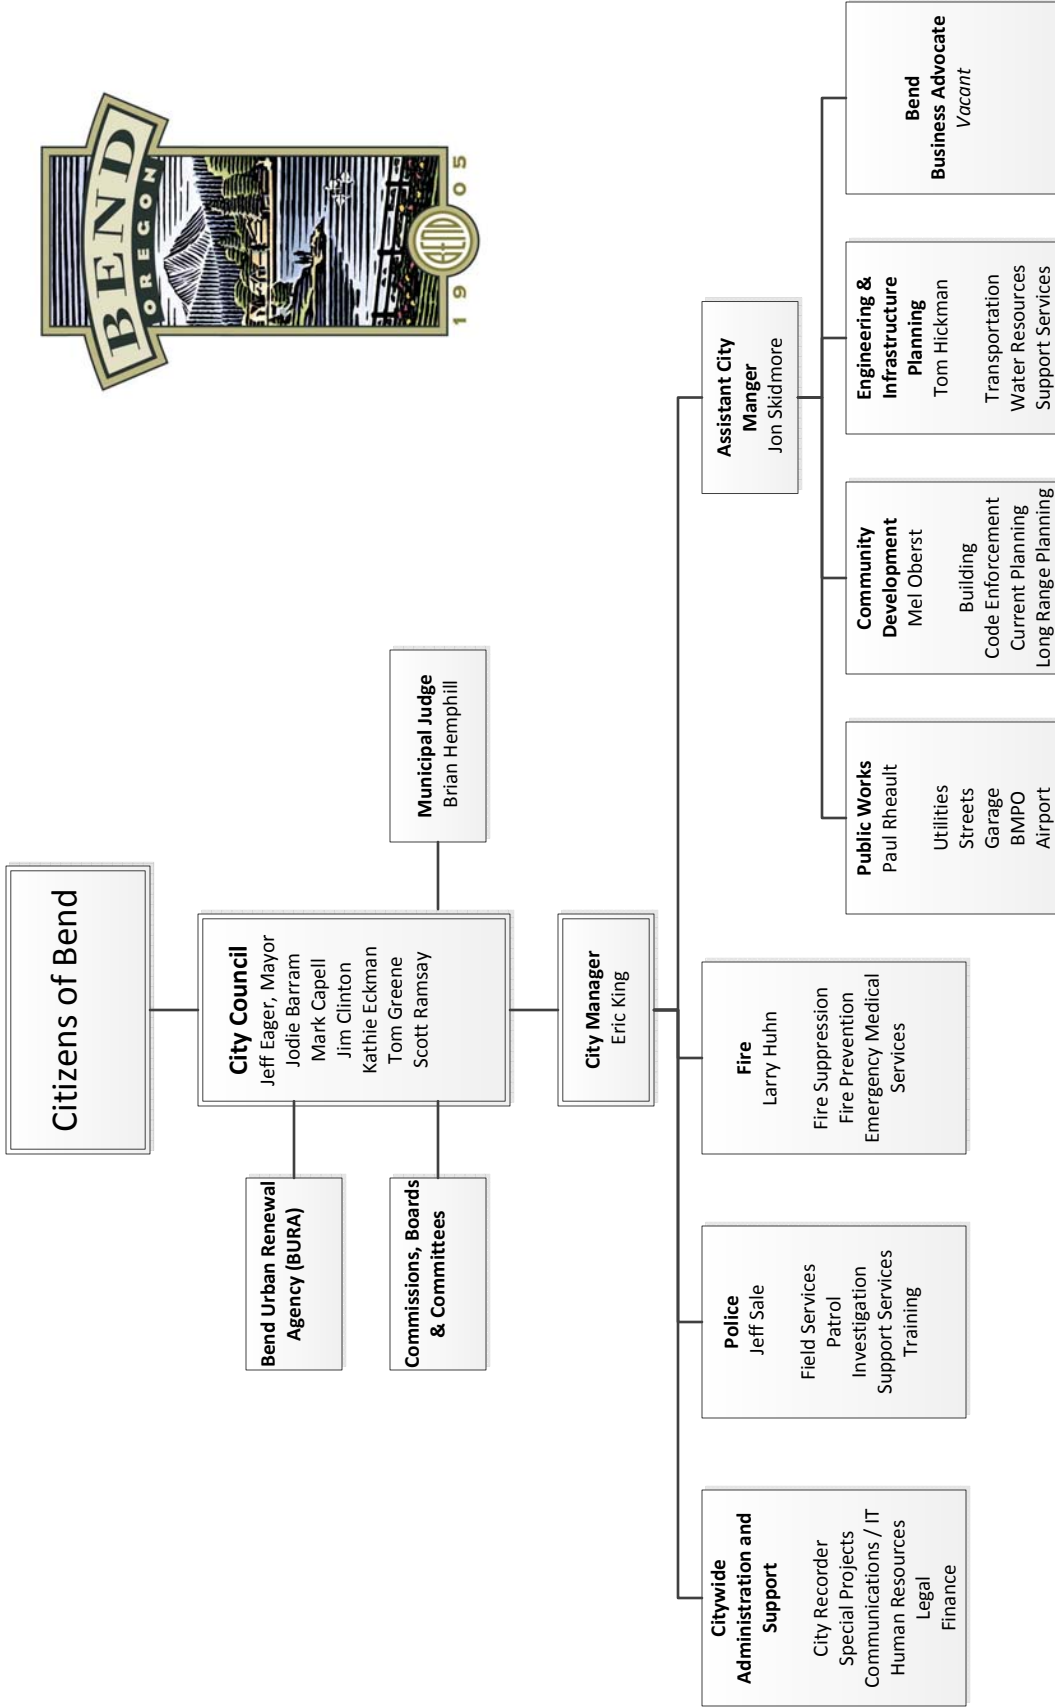 BEND
OREGON
BEND
1905
Citizens of Bend
City Council
Jeff Eager, Mayor
Jodie Barram
Mark Capell
Jim Clinton
Kathie Eckman
Tom Greene
Scott Ramsay
Bend Urban Renewal
Agency (BURA)
Commissions, Boards
& Committees
Municipal Judge
Brian Hemphill
City Manager
Eric King
Citywide
Administration and
Support
City Recorder
Special Projects
Communications / IT
Human Resources
Legal
Finance
Police
Jeff Sale
Field Services
Patrol
Investigation
Support Services
Training
Fire
Larry Huhn
Fire Suppression
Fire Prevention
Emergency Medical
Services
Assistant City
Manger
Jon Skidmore
Public Works
Paul Rheault
Utilities
Streets
Garage
BMPO
Airport
Community
Development
Mel Oberst
Building
Code Enforcement
Current Planning
Long Range Planning
Engineering &
Infrastructure
Planning
Tom Hickman
Transportation
Water Resources
Support Services
Bend
Business Advocate
Vacant